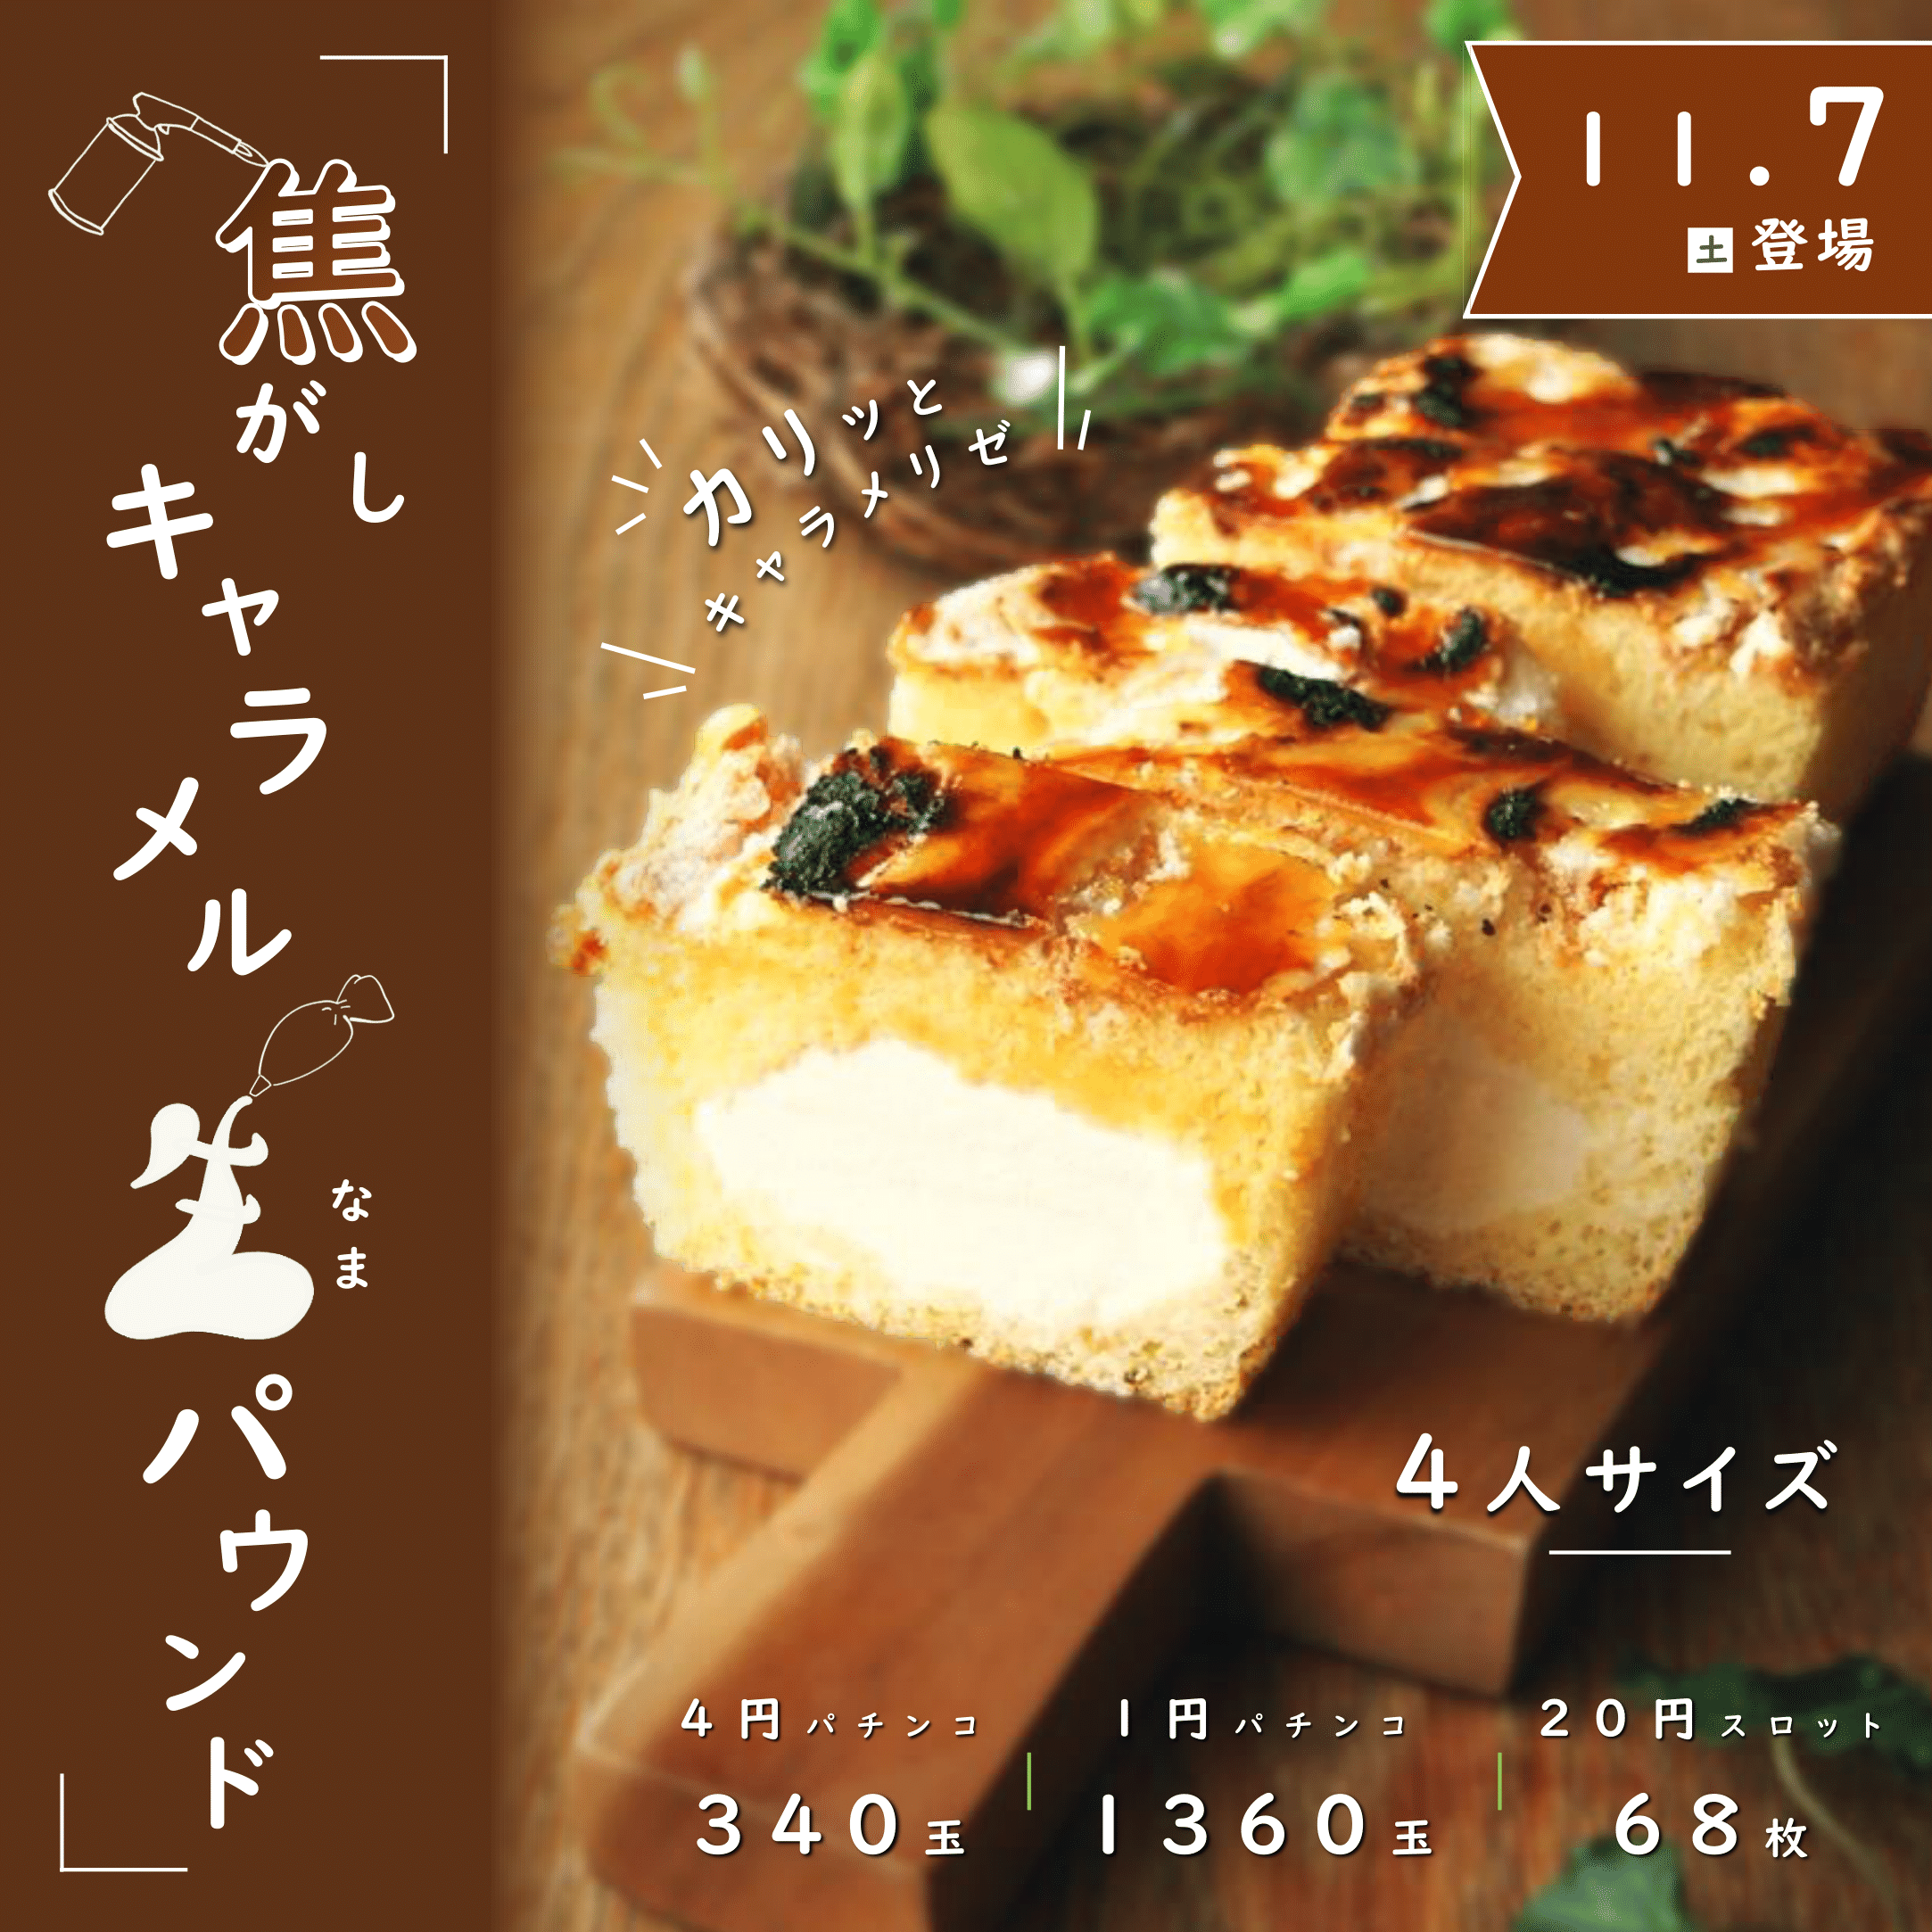 焦がし
キャラメル
生
なま
パウンド
11.7
土 登場
カリッと
キャラメリゼ
4人サイズ
4円パチンコ
340玉
1円パチンコ
1360玉
20円スロット
68枚